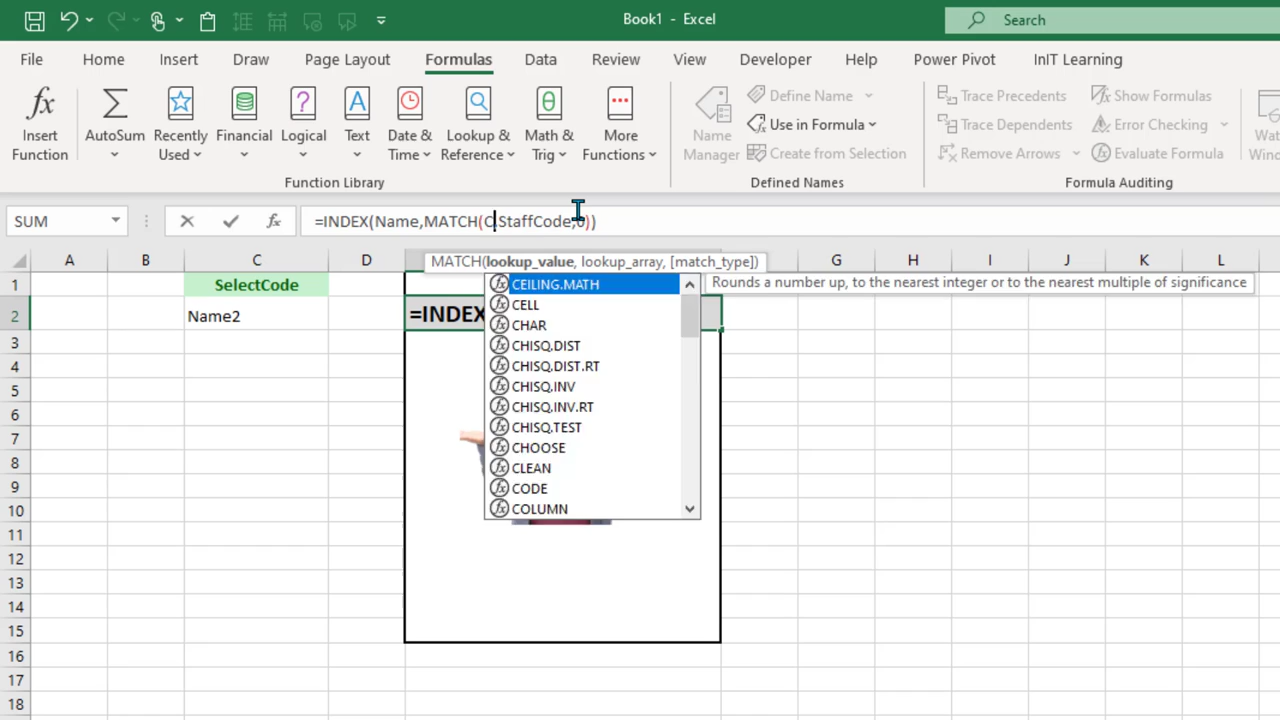 Book1 - Excel
Search
File Home Insert Draw Page Layout Formulas Data Review View Developer Help Power Pivot InIT Learning
Insert Function
AutoSum
Recently Used
Financial
Logical
Text
Date & Time
Lookup & Reference
Math & Trig
More Functions
Function Library
Name Manager
Define Name
Use in Formula
Create from Selection
Defined Names
Trace Precedents
Trace Dependents
Remove Arrows
Show Formulas
Error Checking
Evaluate Formula
Formula Auditing
SUM
fx
=INDEX(Name,MATCH(C,StaffCode,0))
MATCH(lookup_value, lookup_array, [match_type])
A B C D G H I J K L
1 SelectCode
2 Name2 =INDEX
3
4
5
6
7
8
9
10
11
12
13
14
15
16
17
18
CEILING.MATH
CELL
CHAR
CHISQ.DIST
CHISQ.DIST.RT
CHISQ.INV
CHISQ.INV.RT
CHISQ.TEST
CHOOSE
CLEAN
CODE
COLUMN
Rounds a number up, to the nearest integer or to the nearest multiple of significance